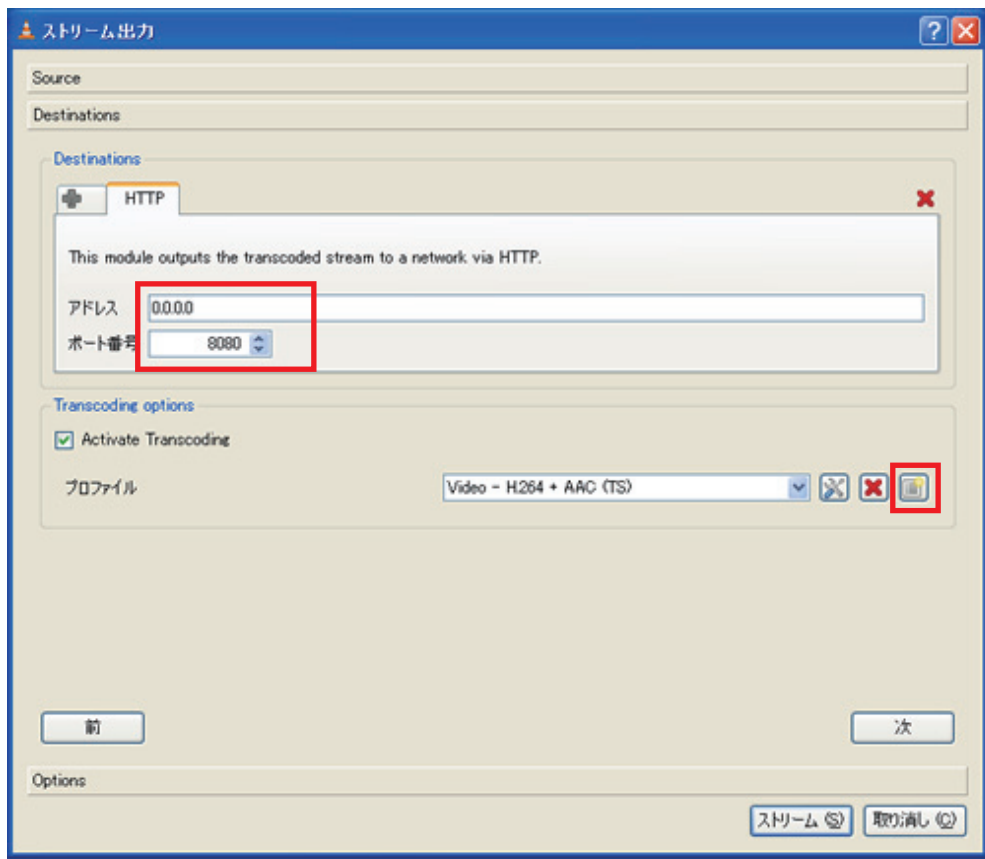 ストリーム出力
Source
Destinations
Destinations
HTTP
This module outputs the transcoded stream to a network via HTTP.
アドレス 0.0.0.0
ポート番号 8080
Transcoding options
Activate Transcoding
プロファイル Video - H.264 + AAC (TS)
前 次
Options
ストリーム (S) 取り消し (C)